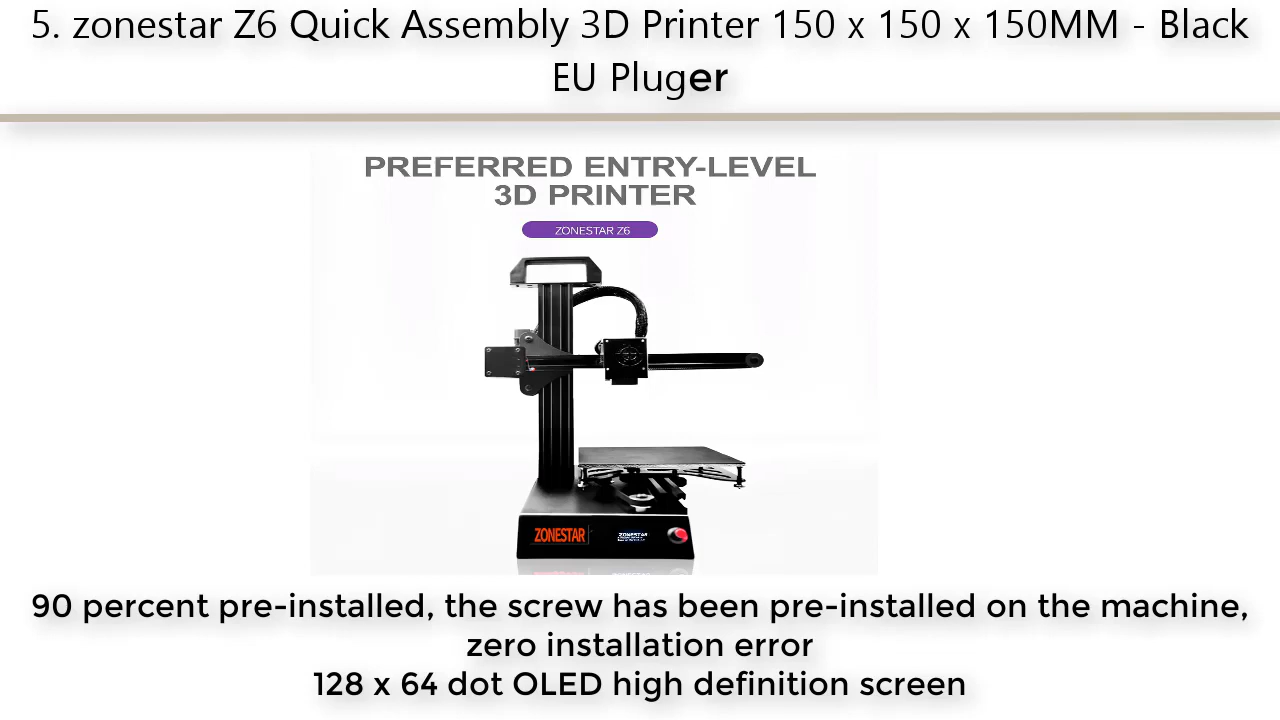 5. zonestar Z6 Quick Assembly 3D Printer 150 x 150 x 150MM - Black
EU Pluger
PREFERRED ENTRY-LEVEL
3D PRINTER
ZONESTAR Z6
ZONESTAR
ZONESTAR
90 percent pre-installed, the screw has been pre-installed on the machine,
zero installation error
128 x 64 dot OLED high definition screen